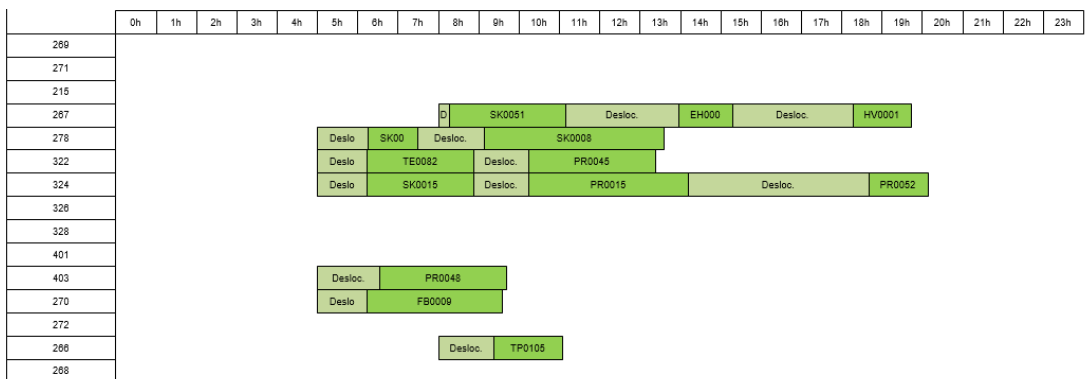 0h 1h 2h 3h 4h 5h 6h 7h 8h 9h 10h 11h 12h 13h 14h 15h 16h 17h 18h 19h 20h 21h 22h 23h
269
271
215
267 D SK0051 Desloc. EH000 Desloc. HV0001
278 Deslo SK00 Desloc. SK0008
322 Deslo TE0082 Desloc. PR0045
324 Deslo SK0015 Desloc. PR0015 Desloc. PR0052
326
328
401
403 Desloc. PR0048
270 Deslo FB0009
272
266 Desloc. TP0105
268